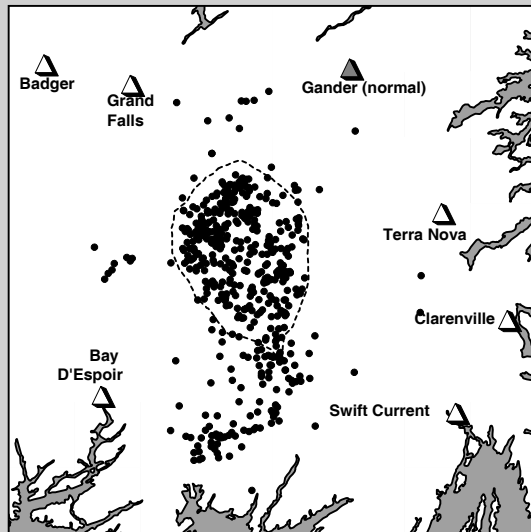 Badger
Grand
Falls
Gander (normal)
Terra Nova
Clarenville
Bay
D'Espoir
Swift Current